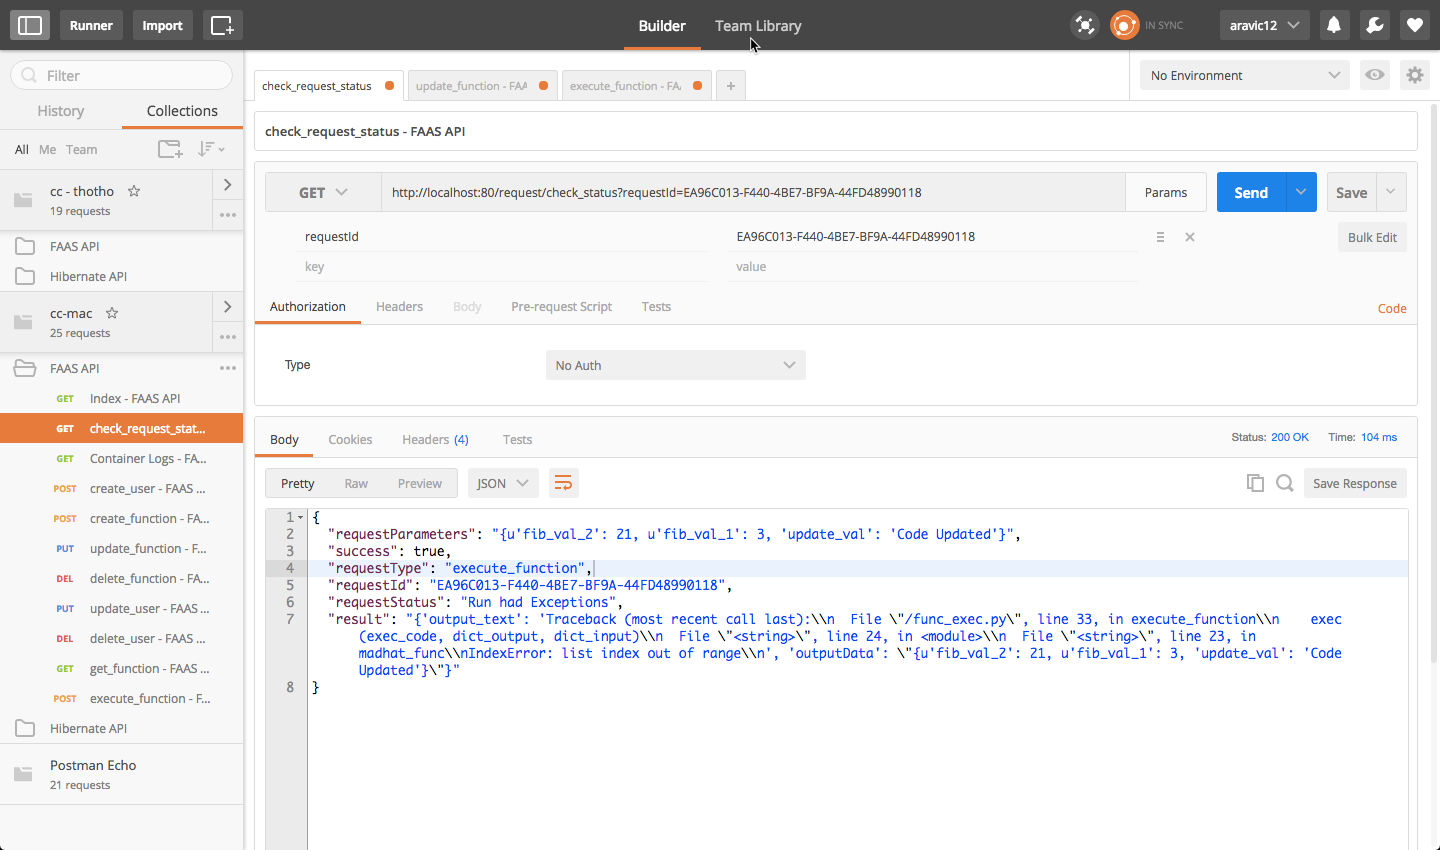 Runner
Import
Builder
Team Library
IN SYNC
aravic12
Filter
History
Collections
All Me Team
cc - thotho
19 requests
FAAS API
Hibernate API
cc-mac
25 requests
FAAS API
GET Index - FAAS API
GET check_request_stat...
GET Container Logs - FA...
POST create_user - FAAS ...
POST create_function - FA...
PUT update_function - F...
DEL delete_function - FA...
PUT update_user - FAAS ...
DEL delete_user - FAAS ...
GET get_function - FAAS ...
POST execute_function - F...
Hibernate API
Postman Echo
21 requests
check_request_status
update_function - FAA
execute_function - FA
+
No Environment
check_request_status - FAAS API
GET
http://localhost:80/request/check_status?requestId=EA96C013-F440-4BE7-BF9A-44FD48990118
Params
Send
Save
requestId EA96C013-F440-4BE7-BF9A-44FD48990118
Bulk Edit
key value
Authorization Headers Body Pre-request Script Tests
Code
Type No Auth
Body Cookies Headers (4) Tests
Status: 200 OK Time: 104 ms
Pretty Raw Preview JSON
Save Response
1 {
2 "requestParameters": "{u'fib_val_2': 21, u'fib_val_1': 3, 'update_val': 'Code Updated'}",
3 "success": true,
4 "requestType": "execute_function",
5 "requestId": "EA96C013-F440-4BE7-BF9A-44FD48990118",
6 "requestStatus": "Run had Exceptions",
7 "result": "{'output_text': 'Traceback (most recent call last):\\n  File \"/func_exec.py\", line 33, in execute_function\\n    exec
(exec_code, dict_output, dict_input)\\n  File \"<string>\", line 24, in <module>\\n  File \"<string>\", line 23, in
madhat_func\\nIndexError: list index out of range\\n', 'outputData': \"{u'fib_val_2': 21, u'fib_val_1': 3, 'update_val': 'Code
Updated'}\"}"
8 }